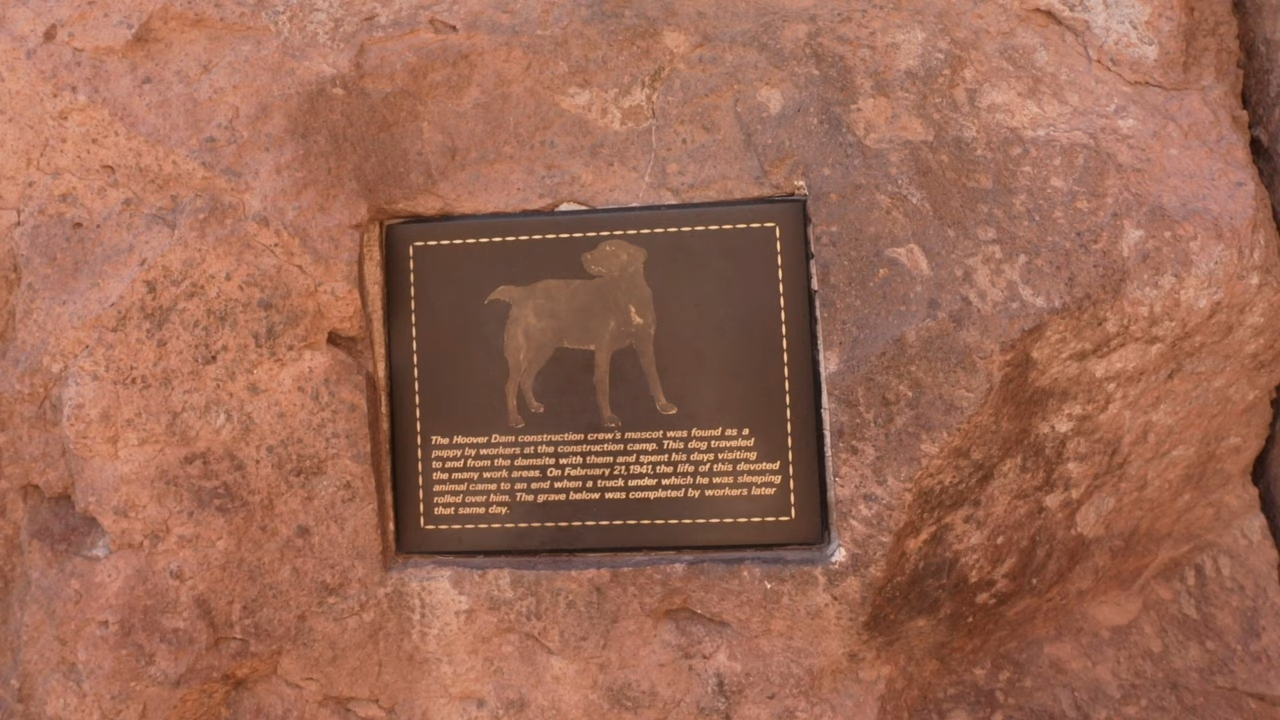 The Hoover Dam construction crew's mascot was found as a
puppy by workers at the construction camp. This dog traveled
to and from the damsite with them and spent his days visiting
the many work areas. On February 21, 1941, the life of this devoted
animal came to an end when a truck under which he was sleeping
rolled over him. The grave below was completed by workers later
that same day.